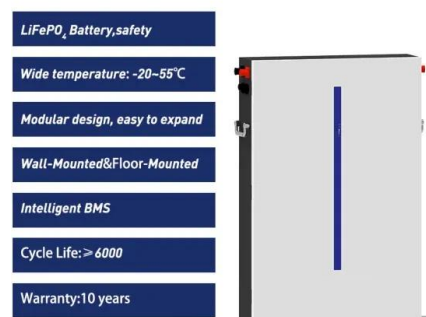 LiFePO₄ Battery,safety
Wide temperature: -20~55℃
Modular design, easy to expand
Wall-Mounted&Floor-Mounted
Intelligent BMS
Cycle Life:≥6000
Warranty:10 years